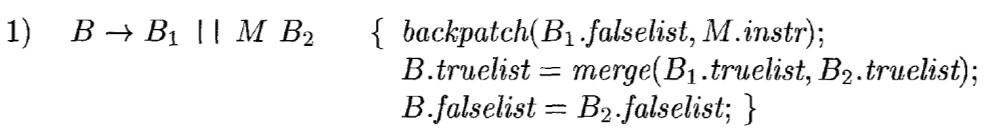 1) B → B₁ || M B₂ { backpatch(B₁.falselist, M.instr);
B.truelist = merge(B₁.truelist, B₂.truelist);
B.falselist = B₂.falselist; }